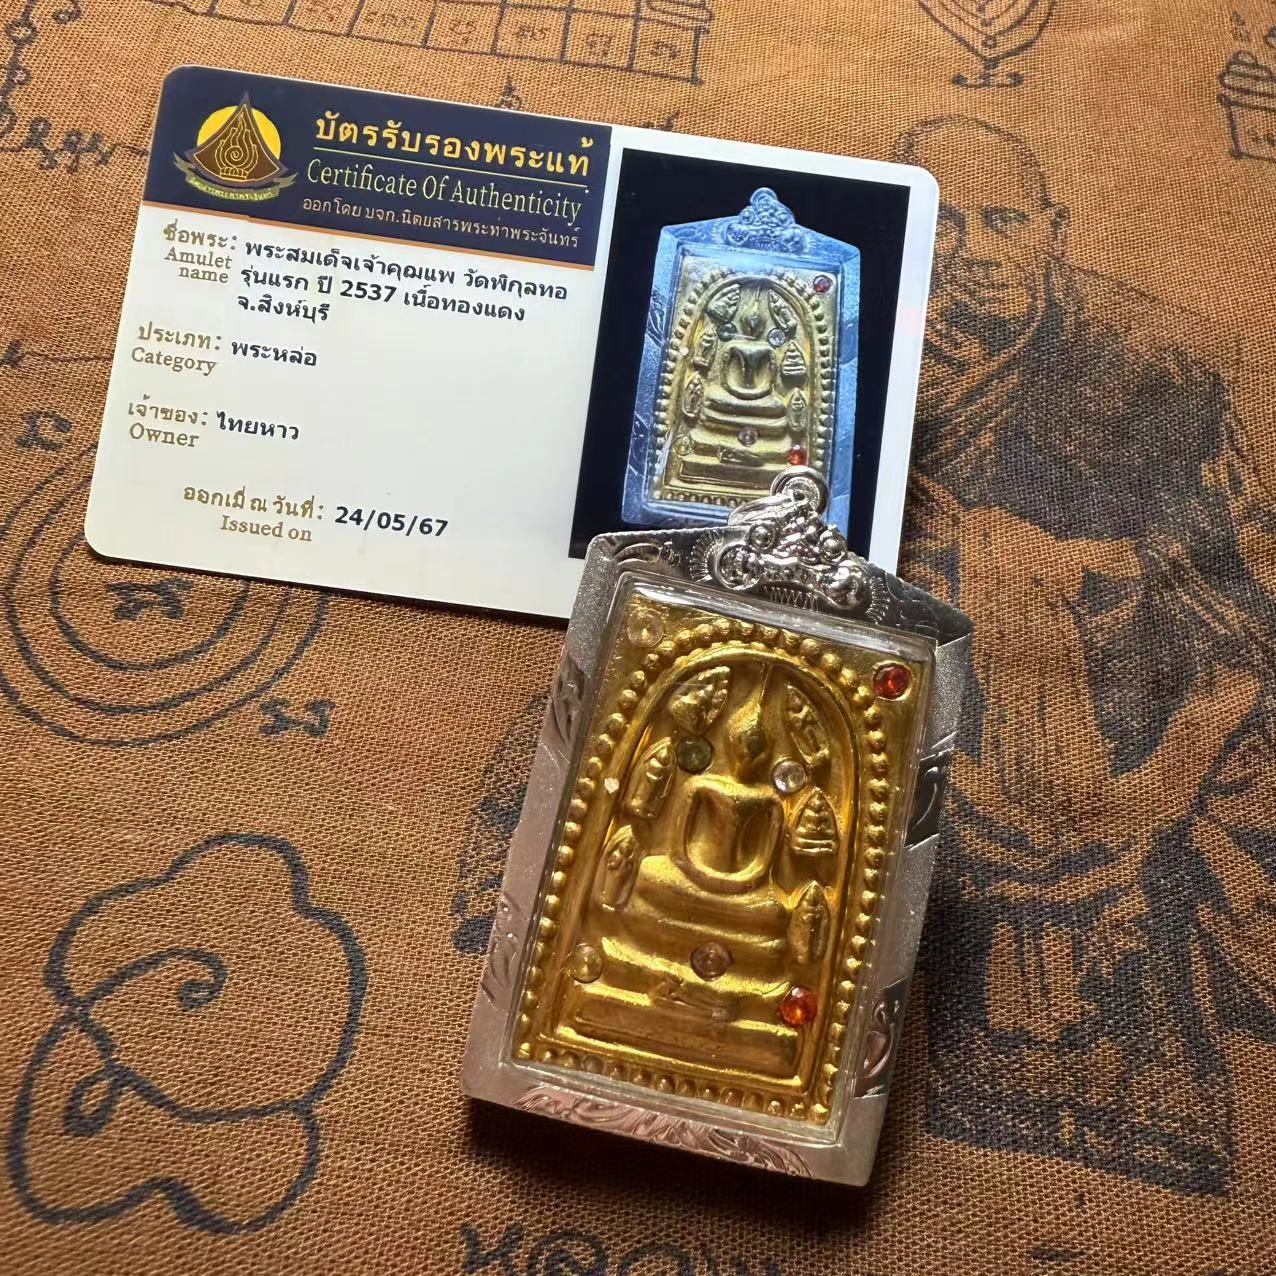 บัตรรับรองพระแท้
Certificate Of Authenticity
ออกโดย บจก.นิตยสารพระท่าพระจันทร์
ชื่อพระ: พระสมเด็จเจ้าคุณแพ วัดพิกุลทอ
Amulet name
รุ่นแรก ปี 2537 เนื้อทองแดง
จ.สิงห์บุรี
ประเภท: พระหล่อ
Category
เจ้าของ: ไทยหาว
Owner
ออกเมื่ ณ วันที่: 24/05/67
Issued on